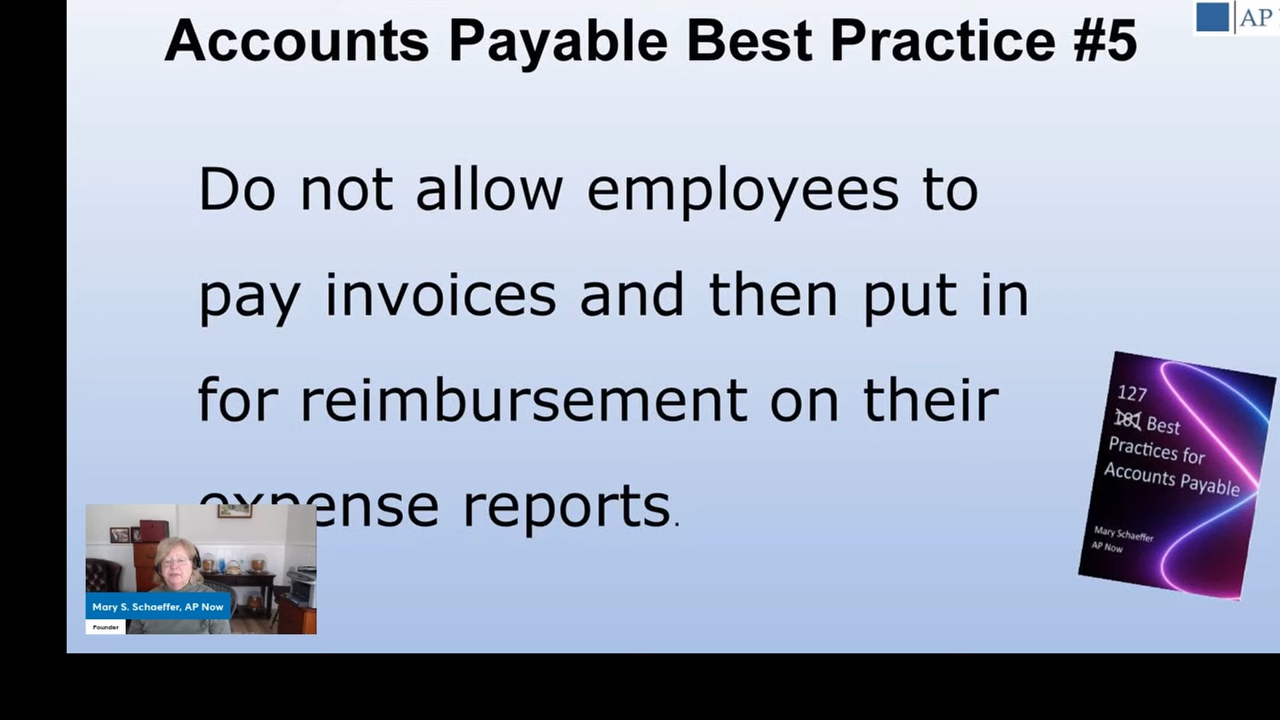 Accounts Payable Best Practice #5
AP
Do not allow employees to
pay invoices and then put in
for reimbursement on their
expense reports.
127
101 Best
Practices for
Accounts Payable
Mary Schaeffer
AP Now
Mary S. Schaeffer, AP Now
Founder